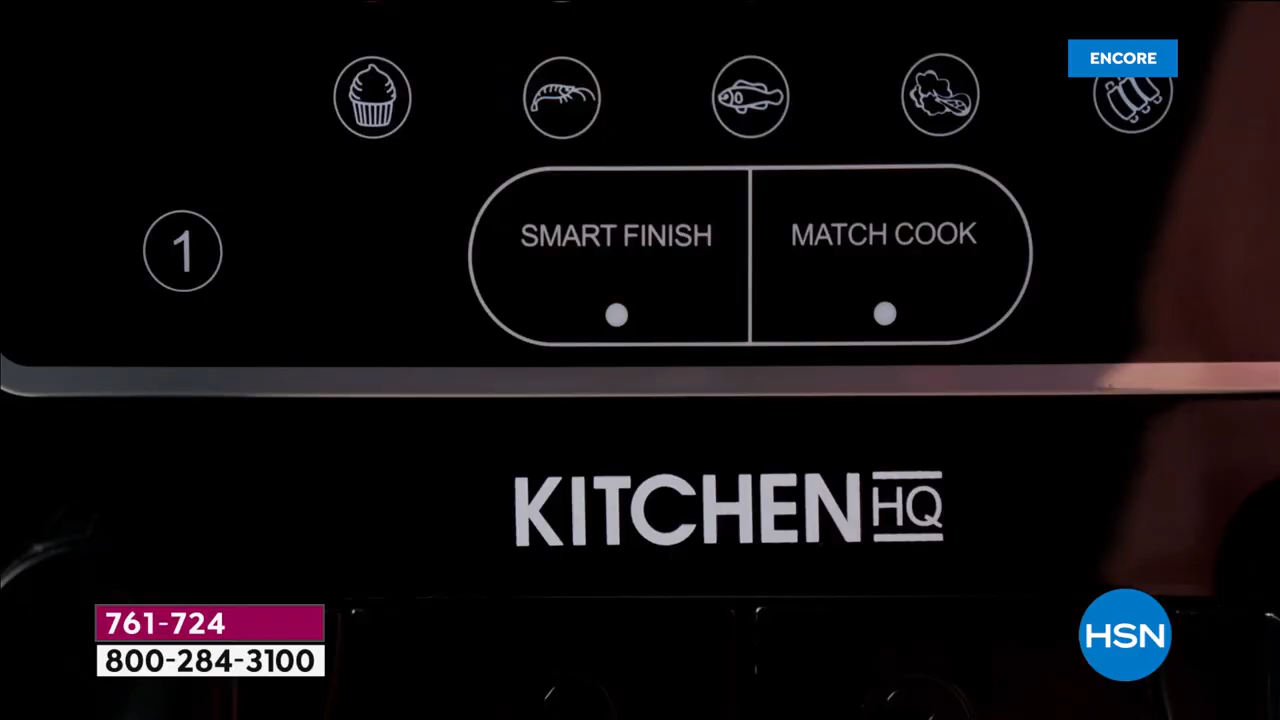 ENCORE
1
SMART FINISH
MATCH COOK
KITCHEN HQ
761-724
800-284-3100
HSN